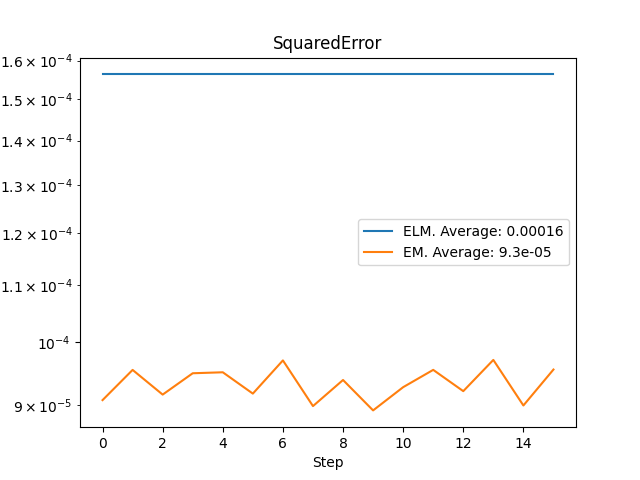 SquaredError
1.6 × 10⁻⁴
1.5 × 10⁻⁴
1.4 × 10⁻⁴
1.3 × 10⁻⁴
1.2 × 10⁻⁴
1.1 × 10⁻⁴
10⁻⁴
9 × 10⁻⁵
ELM. Average: 0.00016
EM. Average: 9.3e-05
0 2 4 6 8 10 12 14
Step